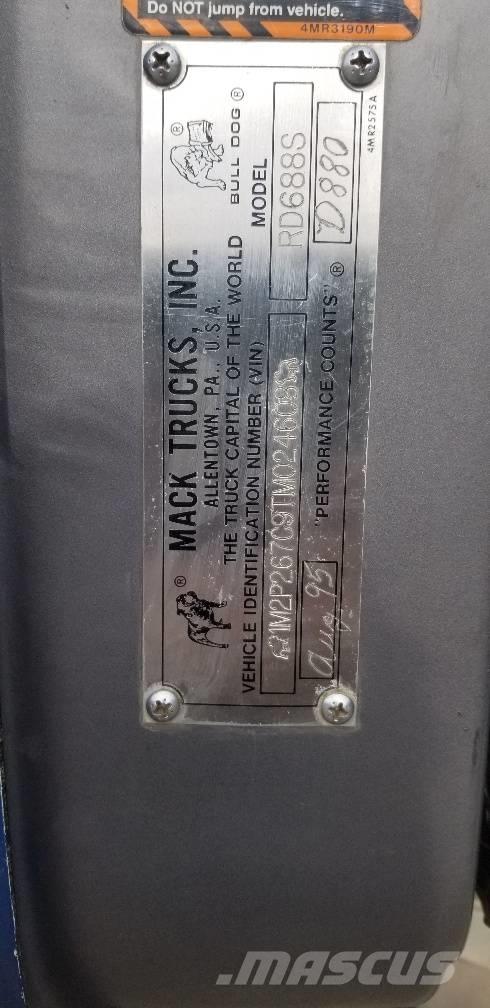 Do NOT jump from vehicle.
4MR3190M
®
MACK TRUCKS, INC.
®
ALLENTOWN, PA., U.S.A.
THE TRUCK CAPITAL OF THE WORLD
BULL DOG ®
VEHICLE IDENTIFICATION NUMBER (VIN)
MODEL
RD688S
Aug 95
"PERFORMANCE COUNTS" ®
D880
4MR2575A
MASCUS